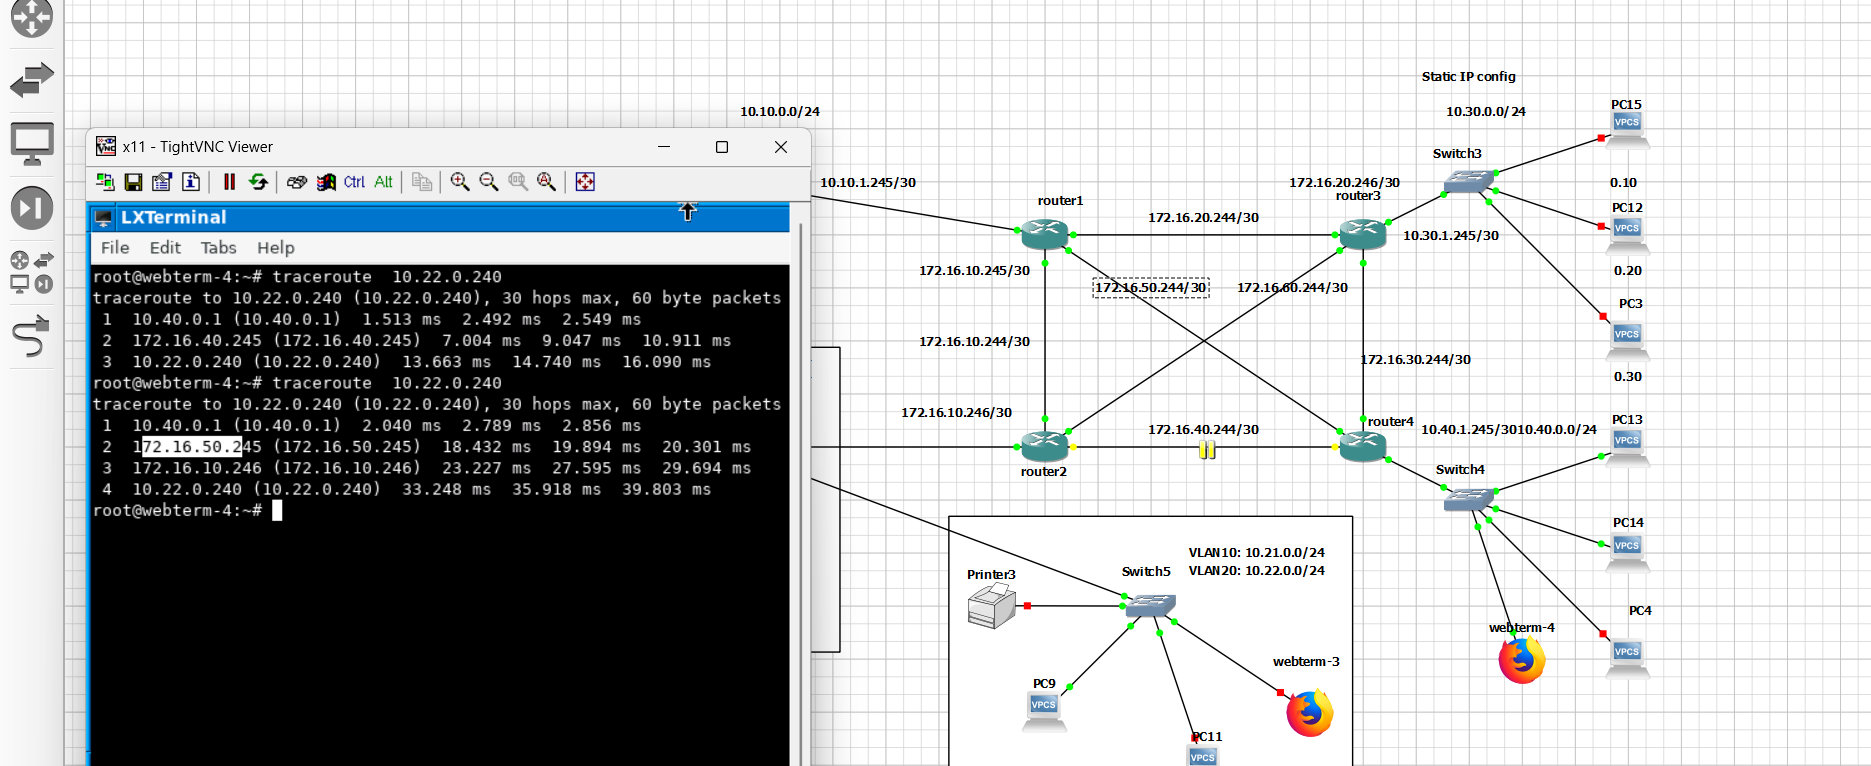 Static IP config
10.10.0.0/24
10.30.0.0/24
PC15
VPCS
x11 - TightVNC Viewer
Ctrl Alt
Switch3
10.10.1.245/30
172.16.20.246/30
0.10
router1
router3
PC12
VPCS
LXTerminal
172.16.20.244/30
10.30.1.245/30
File Edit Tabs Help
172.16.10.245/30
0.20
172.16.50.244/30
172.16.60.244/30
PC3
VPCS
172.16.10.244/30
172.16.30.244/30
0.30
root@webterm-4:~# traceroute  10.22.0.240
traceroute to 10.22.0.240 (10.22.0.240), 30 hops max, 60 byte packets
 1  10.40.0.1 (10.40.0.1)  1.513 ms  2.492 ms  2.549 ms
 2  172.16.40.245 (172.16.40.245)  7.004 ms  9.047 ms  10.911 ms
 3  10.22.0.240 (10.22.0.240)  13.663 ms  14.740 ms  16.090 ms
root@webterm-4:~# traceroute  10.22.0.240
traceroute to 10.22.0.240 (10.22.0.240), 30 hops max, 60 byte packets
 1  10.40.0.1 (10.40.0.1)  2.040 ms  2.789 ms  2.856 ms
 2  172.16.50.245 (172.16.50.245)  18.432 ms  19.894 ms  20.301 ms
 3  172.16.10.246 (172.16.10.246)  23.227 ms  27.595 ms  29.694 ms
 4  10.22.0.240 (10.22.0.240)  33.248 ms  35.918 ms  39.803 ms
root@webterm-4:~#
172.16.10.246/30
172.16.40.244/30
router4
10.40.1.245/3010.40.0.0/24
PC13
VPCS
router2
Switch4
PC14
VPCS
VLAN10: 10.21.0.0/24
VLAN20: 10.22.0.0/24
Switch5
Printer3
PC4
VPCS
webterm-4
webterm-3
PC9
VPCS
PC11
VPCS